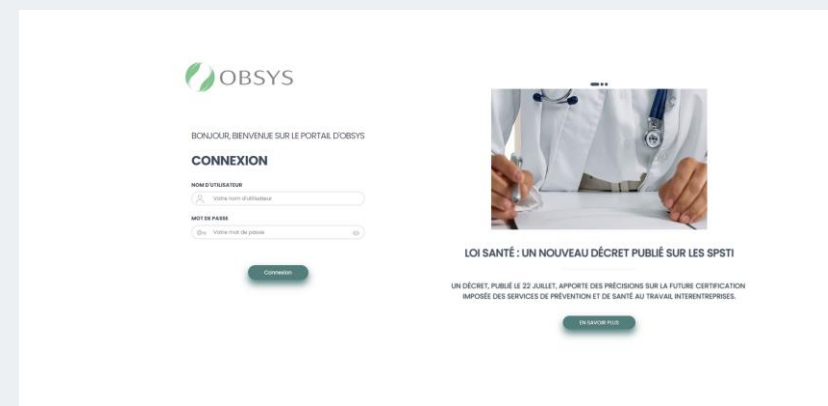 OBSYS
BONJOUR, BIENVENUE SUR LE PORTAIL D'OBSYS
CONNEXION
NOM D'UTILISATEUR
Votre nom d'utilisateur
MOT DE PASSE
Votre mot de passe
Connexion
LOI SANTÉ : UN NOUVEAU DÉCRET PUBLIÉ SUR LES SPSTI
UN DÉCRET, PUBLIÉ LE 22 JUILLET, APPORTE DES PRÉCISIONS SUR LA FUTURE CERTIFICATION
IMPOSÉE DES SERVICES DE PRÉVENTION ET DE SANTÉ AU TRAVAIL INTERENTREPRISES.
EN SAVOIR PLUS